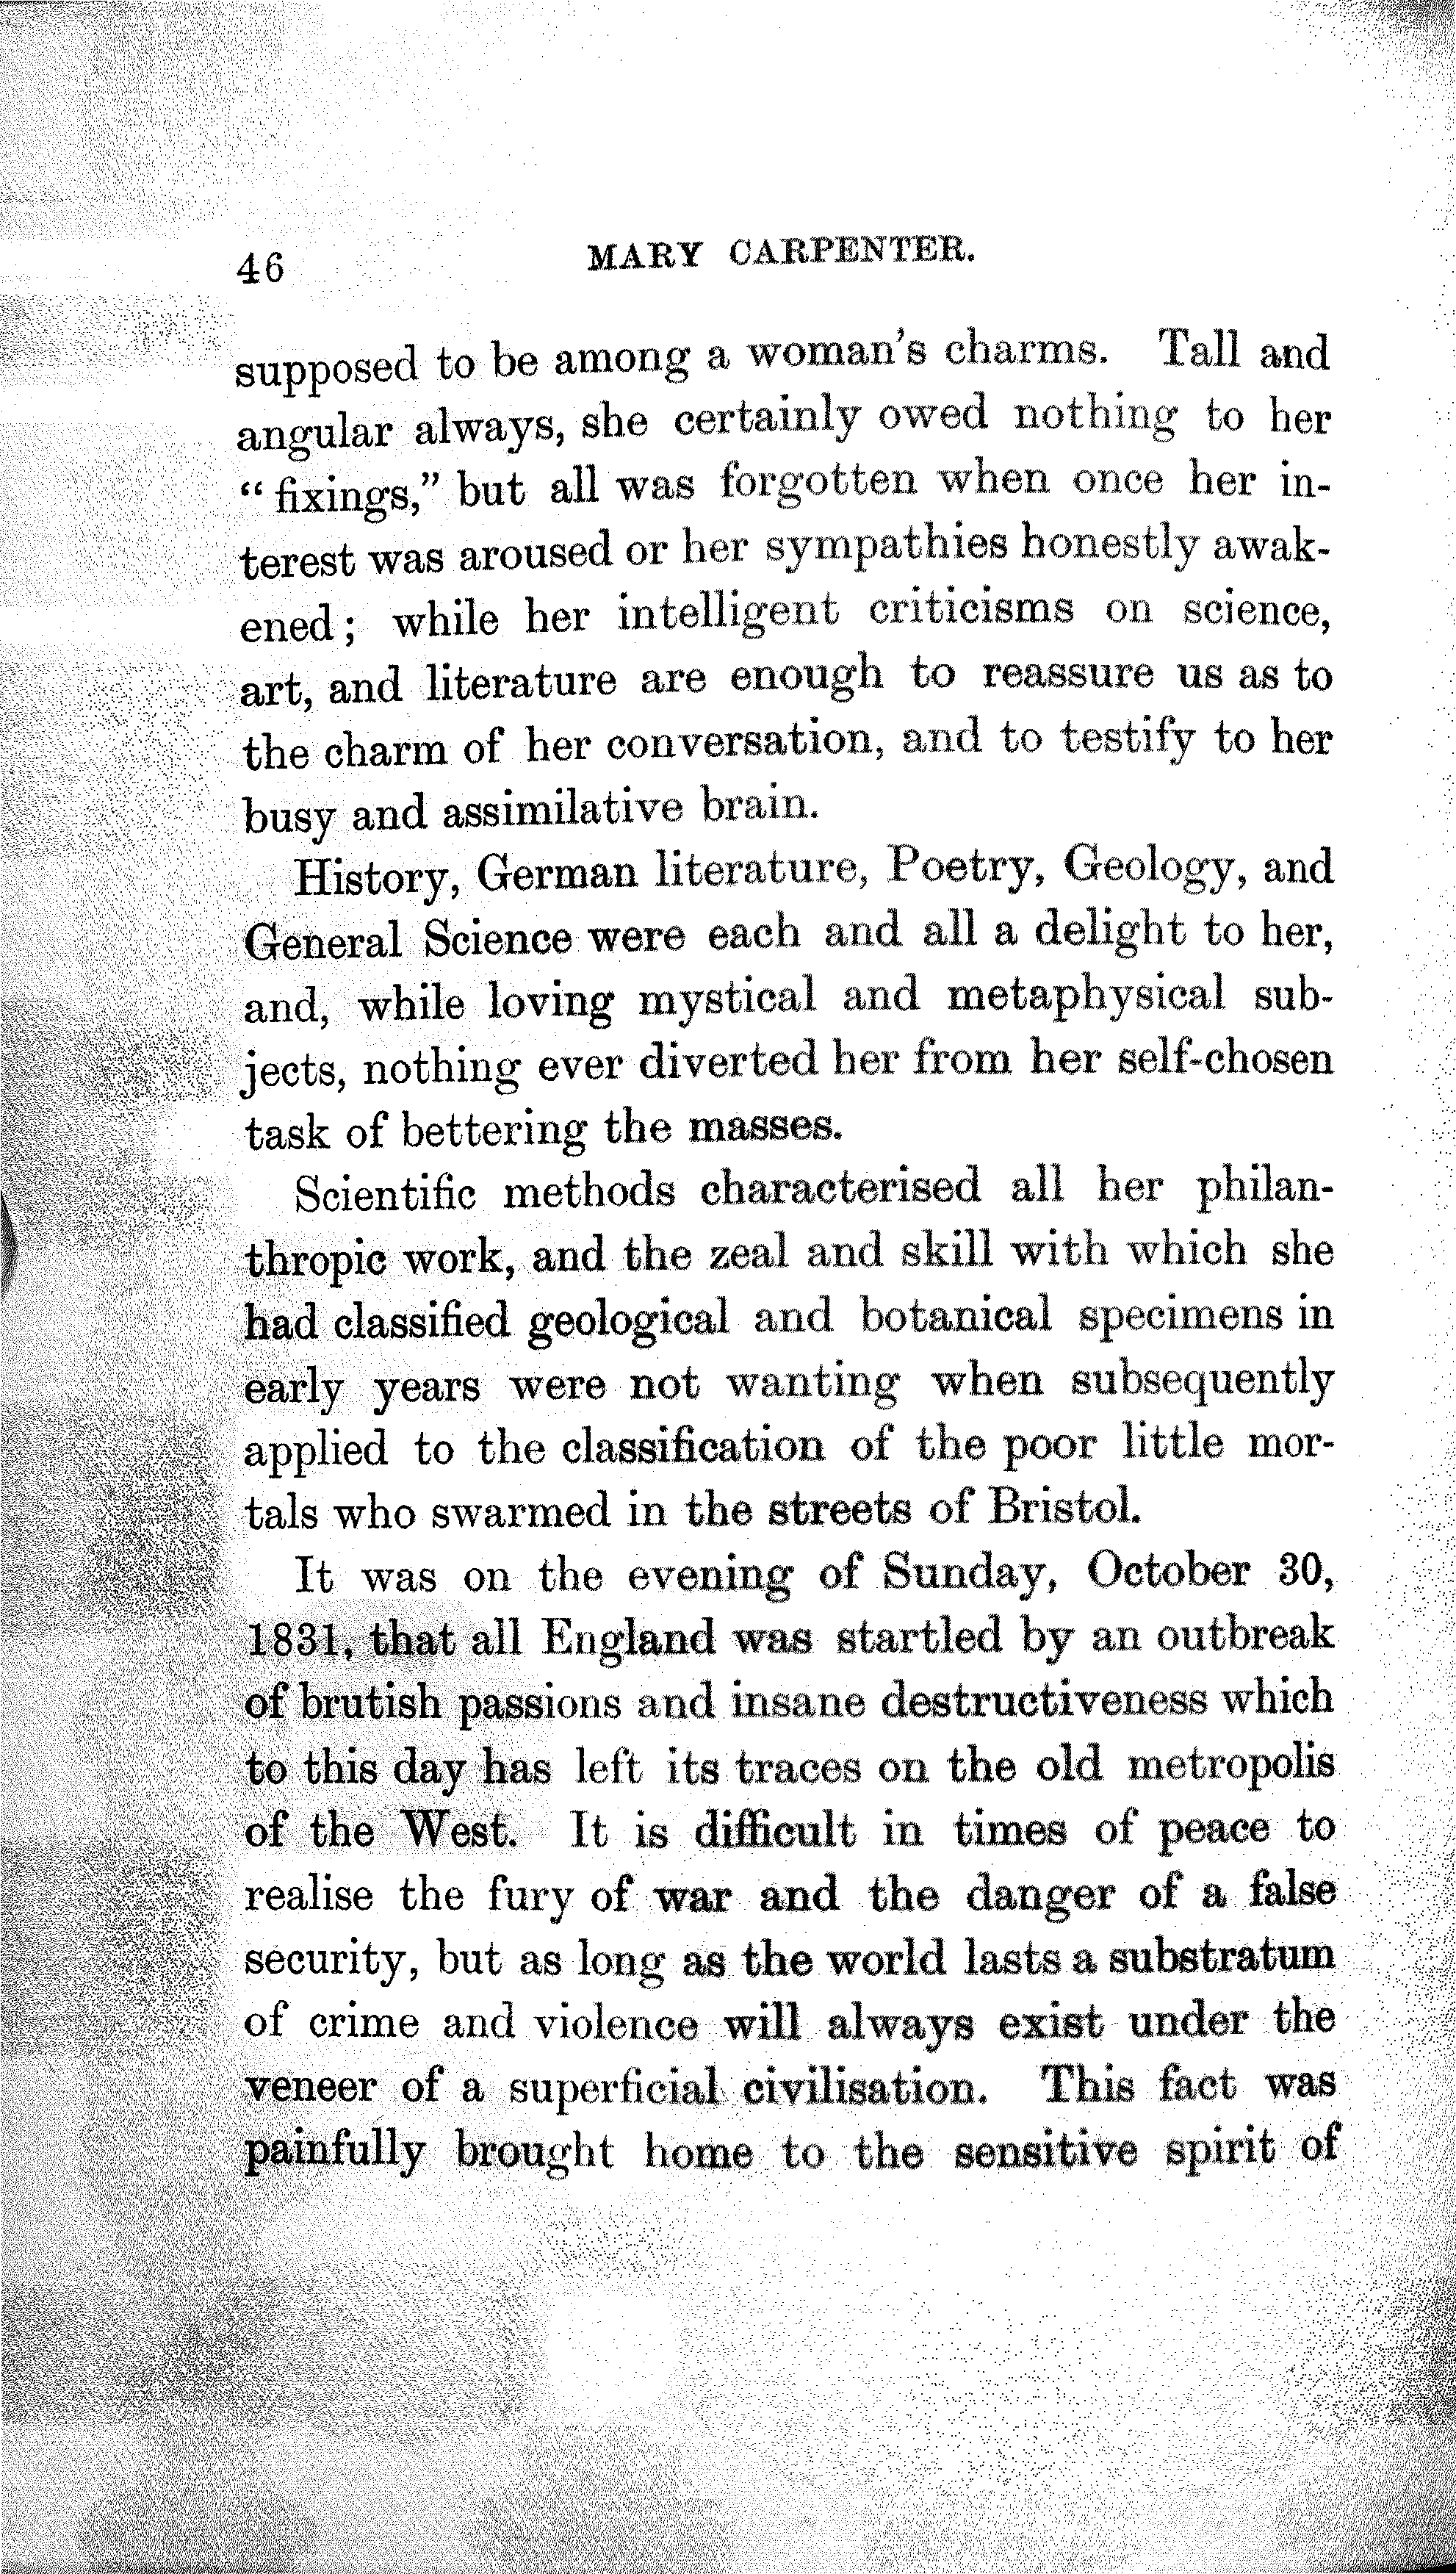 46 MARY CARPENTER.
supposed to be among a woman's charms. Tall and
angular always, she certainly owed nothing to her
“ fixings,” but all was forgotten when once her in-
terest was aroused or her sympathies honestly awak-
ened; while her intelligent criticisms on science,
art, and literature are enough to reassure us as to
the charm of her conversation, and to testify to her
busy and assimilative brain.
History, German literature, Poetry, Geology, and
General Science were each and all a delight to her,
and, while loving mystical and metaphysical sub-
jects, nothing ever diverted her from her self-chosen
task of bettering the masses.
Scientific methods characterised all her philan-
thropic work, and the zeal and skill with which she
had classified geological and botanical specimens in
early years were not wanting when subsequently
applied to the classification of the poor little mor-
tals who swarmed in the streets of Bristol.
It was on the evening of Sunday, October 30,
1831, that all England was startled by an outbreak
of brutish passions and insane destructiveness which
to this day has left its traces on the old metropolis
of the West. It is difficult in times of peace to
realise the fury of war and the danger of a false
security, but as long as the world lasts a substratum
of crime and violence will always exist under the
veneer of a superficial civilisation. This fact was
painfully brought home to the sensitive spirit of